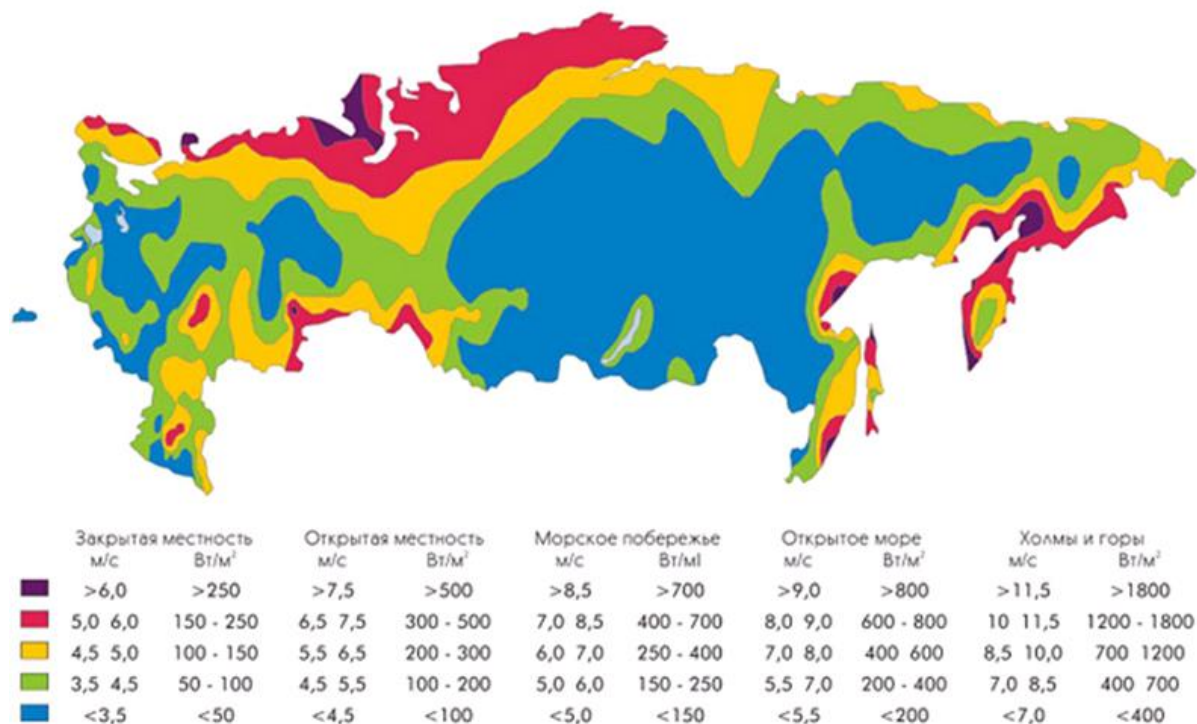 Закрытая местность Открытая местность Морское побережье Открытое море Холмы и горы
м/с Вт/м² м/с Вт/м² м/с Вт/мl м/с Вт/м² м/с Вт/м²
>6,0 >250 >7,5 >500 >8,5 >700 >9,0 >800 >11,5 >1800
5,0 6,0 150 - 250 6,5 7,5 300 - 500 7,0 8,5 400 - 700 8,0 9,0 600 - 800 10 11,5 1200 - 1800
4,5 5,0 100 - 150 5,5 6,5 200 - 300 6,0 7,0 250 - 400 7,0 8,0 400 600 8,5 10,0 700 1200
3,5 4,5 50 - 100 4,5 5,5 100 - 200 5,0 6,0 150 - 250 5,5 7,0 200 - 400 7,0 8,5 400 700
<3,5 <50 <4,5 <100 <5,0 <150 <5,5 <200 <7,0 <400